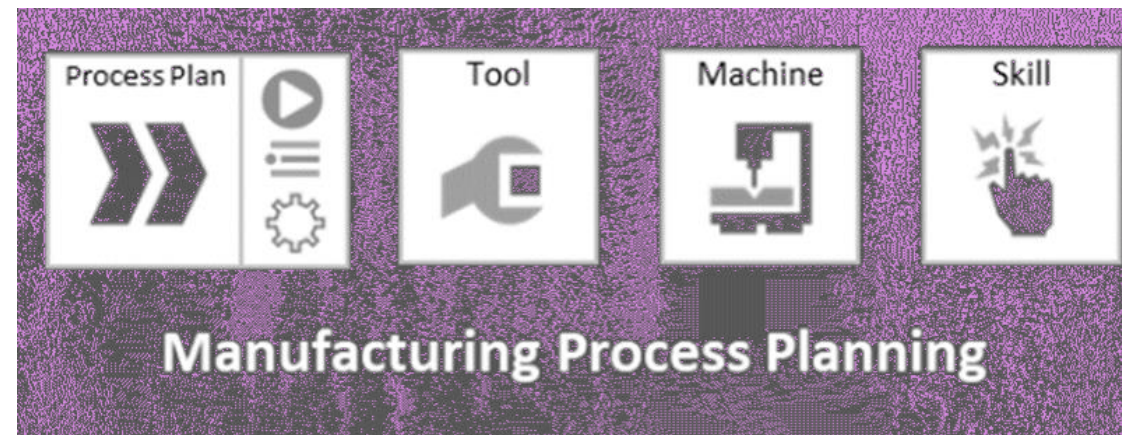 Process Plan
Tool
Machine
Skill
Manufacturing Process Planning